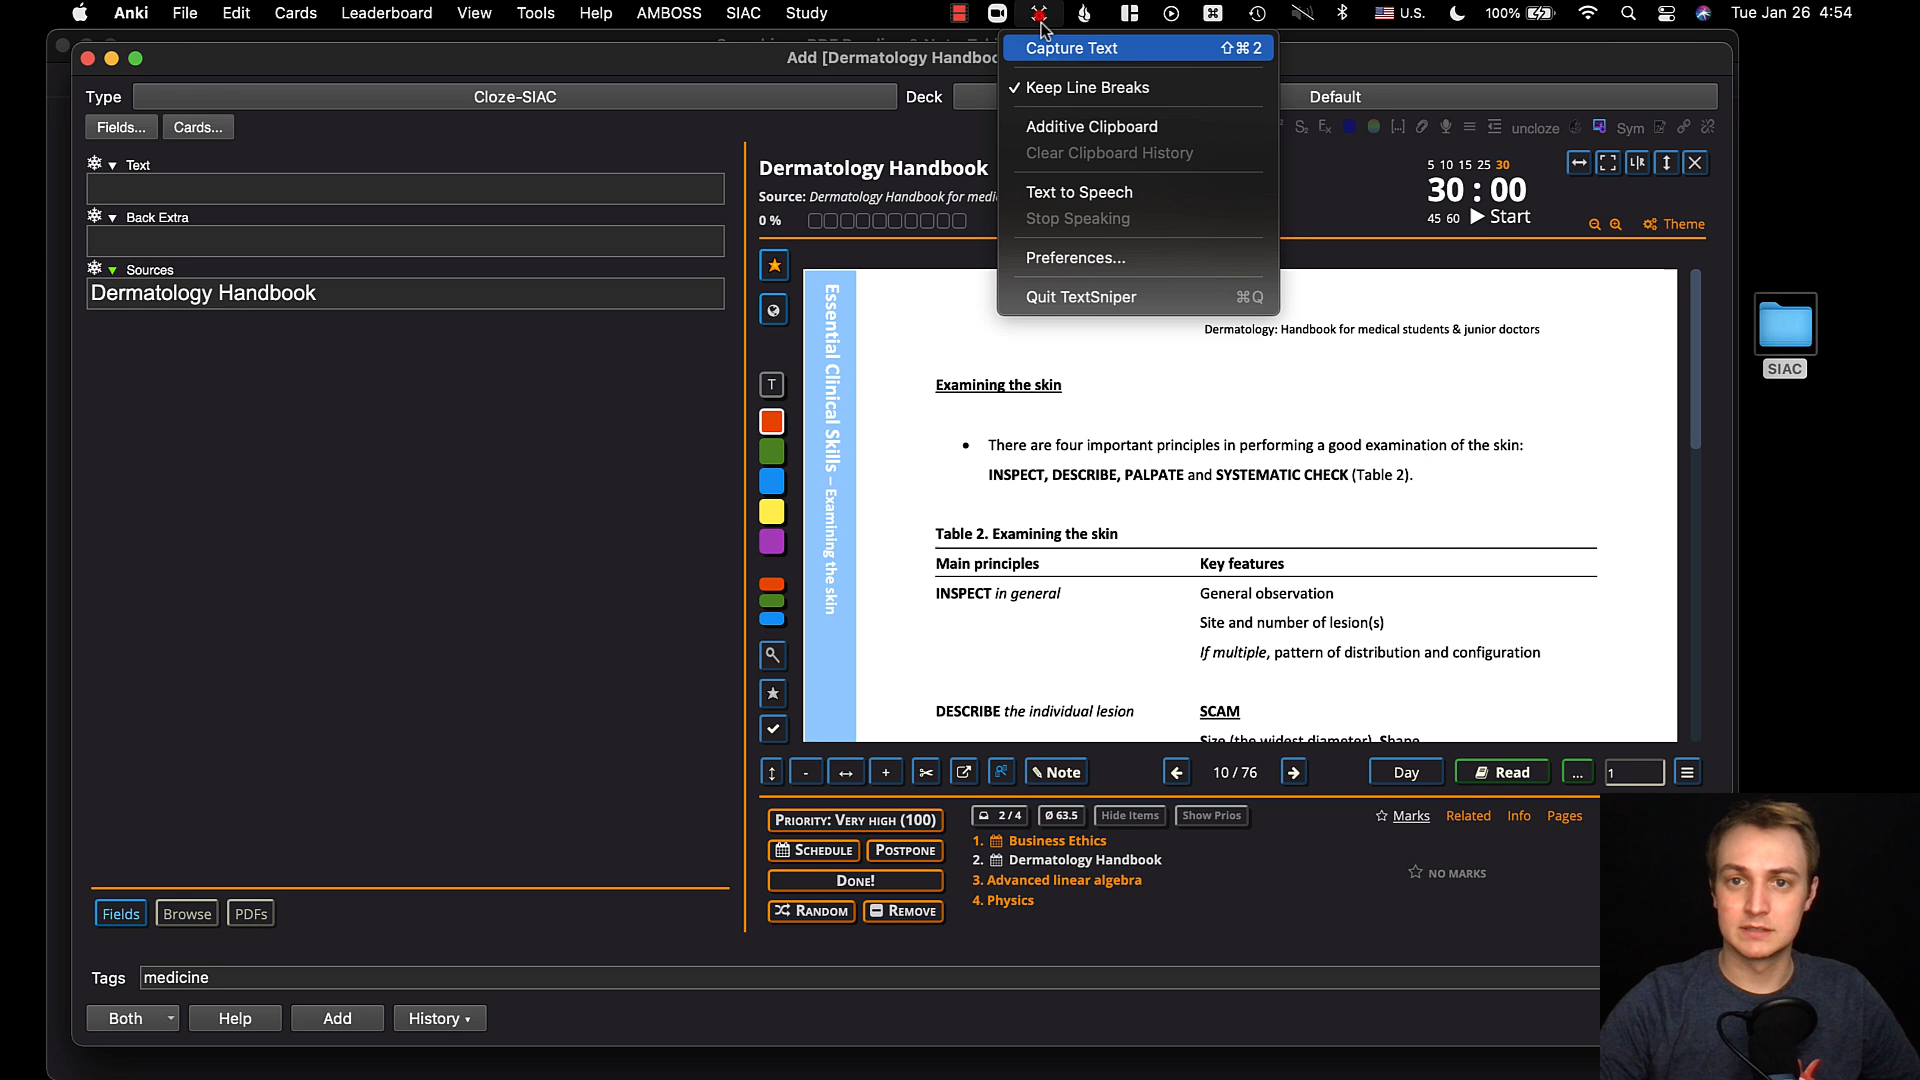 Anki File Edit Cards Leaderboard View Tools Help AMBOSS SIAC Study
U.S. 100% Tue Jan 26 4:54
Add [Dermatology Handboo
Capture Text ⇧⌘2
✓ Keep Line Breaks
Additive Clipboard
Clear Clipboard History
Text to Speech
Stop Speaking
Preferences...
Quit TextSniper ⌘Q
Type Cloze-SIAC Deck Default
Fields... Cards...
S₂ Eₓ [...] uncloze Sym
Text
Back Extra
Sources
Dermatology Handbook
Dermatology Handbook
Source: Dermatology Handbook for medi
0 %
5 10 15 25 30
30 : 00
45 60 Start
L|R
Theme
Essential Clinical Skills – Examining the skin
T
Dermatology: Handbook for medical students & junior doctors
Examining the skin
• There are four important principles in performing a good examination of the skin:
INSPECT, DESCRIBE, PALPATE and SYSTEMATIC CHECK (Table 2).
Table 2. Examining the skin
Main principles Key features
INSPECT in general General observation
Site and number of lesion(s)
If multiple, pattern of distribution and configuration
DESCRIBE the individual lesion SCAM
Size (the widest diameter), Shape
SIAC
- + Note 10 / 76 Day Read ... 1
PRIORITY: VERY HIGH (100)
SCHEDULE POSTPONE
DONE!
RANDOM REMOVE
2 / 4 Ø 63.5 Hide Items Show Prios
1. Business Ethics
2. Dermatology Handbook
3. Advanced linear algebra
4. Physics
Marks Related Info Pages
NO MARKS
Fields Browse PDFs
Tags medicine
Both Help Add History